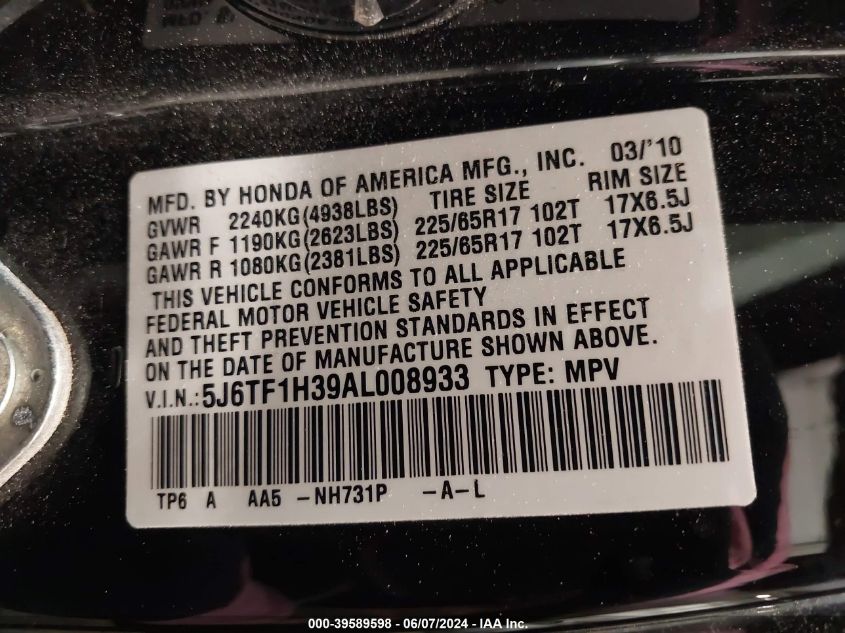 MFD. BY HONDA OF AMERICA MFG., INC. 03/'10
GVWR 2240KG(4938LBS) TIRE SIZE RIM SIZE
GAWR F 1190KG(2623LBS) 225/65R17 102T 17X6.5J
GAWR R 1080KG(2381LBS) 225/65R17 102T 17X6.5J
THIS VEHICLE CONFORMS TO ALL APPLICABLE
FEDERAL MOTOR VEHICLE SAFETY
AND THEFT PREVENTION STANDARDS IN EFFECT
ON THE DATE OF MANUFACTURE SHOWN ABOVE.
V.I.N.:5J6TF1H39AL008933 TYPE: MPV
TP6 A AA5 -NH731P -A-L
000-39589598 - 06/07/2024 - IAA Inc.